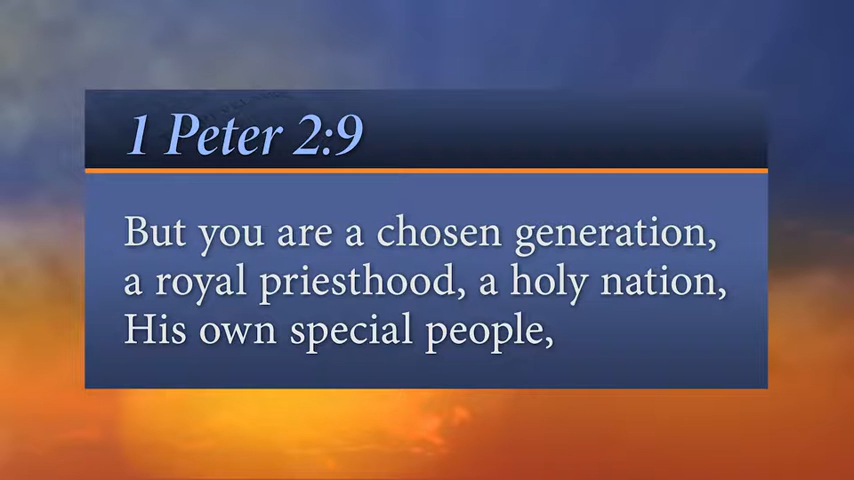 1 Peter 2:9
But you are a chosen generation,
a royal priesthood, a holy nation,
His own special people,